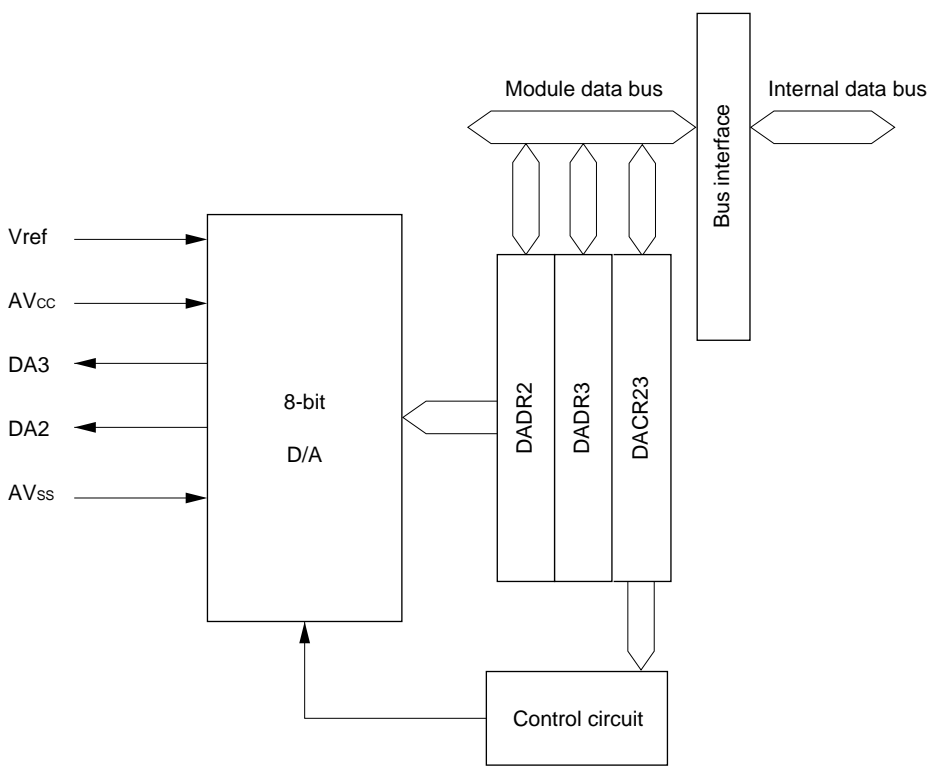 Module data bus
Internal data bus
Bus interface
Vref
AVCC
DA3
DA2
AVSS
8-bit
D/A
DADR2
DADR3
DACR23
Control circuit